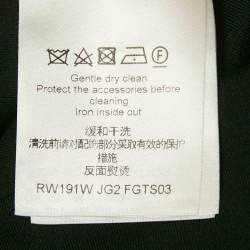 Gentle dry clean
Protect the accessories before
cleaning
Iron inside out
缓和干洗
清洗前请对配饰部分采取有效的保护
措施
反面熨烫
RW191W JG2 FGTS03